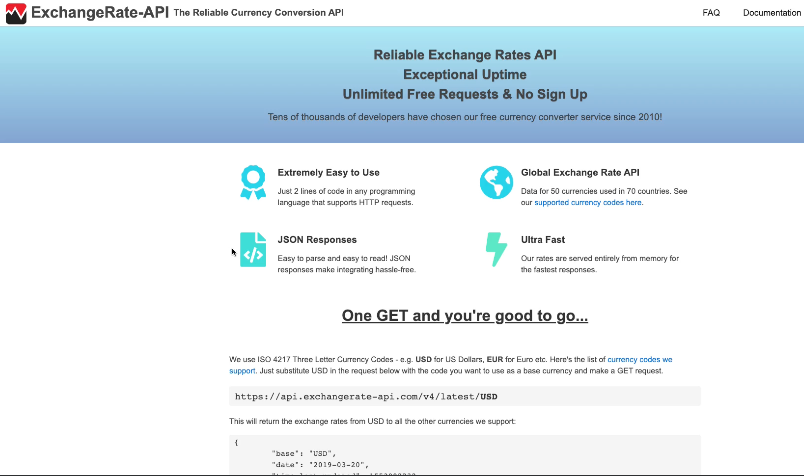 ExchangeRate-API The Reliable Currency Conversion API
FAQ
Documentation
Reliable Exchange Rates API
Exceptional Uptime
Unlimited Free Requests & No Sign Up
Tens of thousands of developers have chosen our free currency converter service since 2010!
Extremely Easy to Use
Just 2 lines of code in any programming
language that supports HTTP requests.
Global Exchange Rate API
Data for 50 currencies used in 70 countries. See
our supported currency codes here.
JSON Responses
Easy to parse and easy to read! JSON
responses make integrating hassle-free.
Ultra Fast
Our rates are served entirely from memory for
the fastest responses.
One GET and you're good to go...
We use ISO 4217 Three Letter Currency Codes - e.g. USD for US Dollars, EUR for Euro etc. Here's the list of currency codes we
support. Just substitute USD in the request below with the code you want to use as a base currency and make a GET request.
https://api.exchangerate-api.com/v4/latest/USD
This will return the exchange rates from USD to all the other currencies we support:
{
"base": "USD",
"date": "2019-03-20",